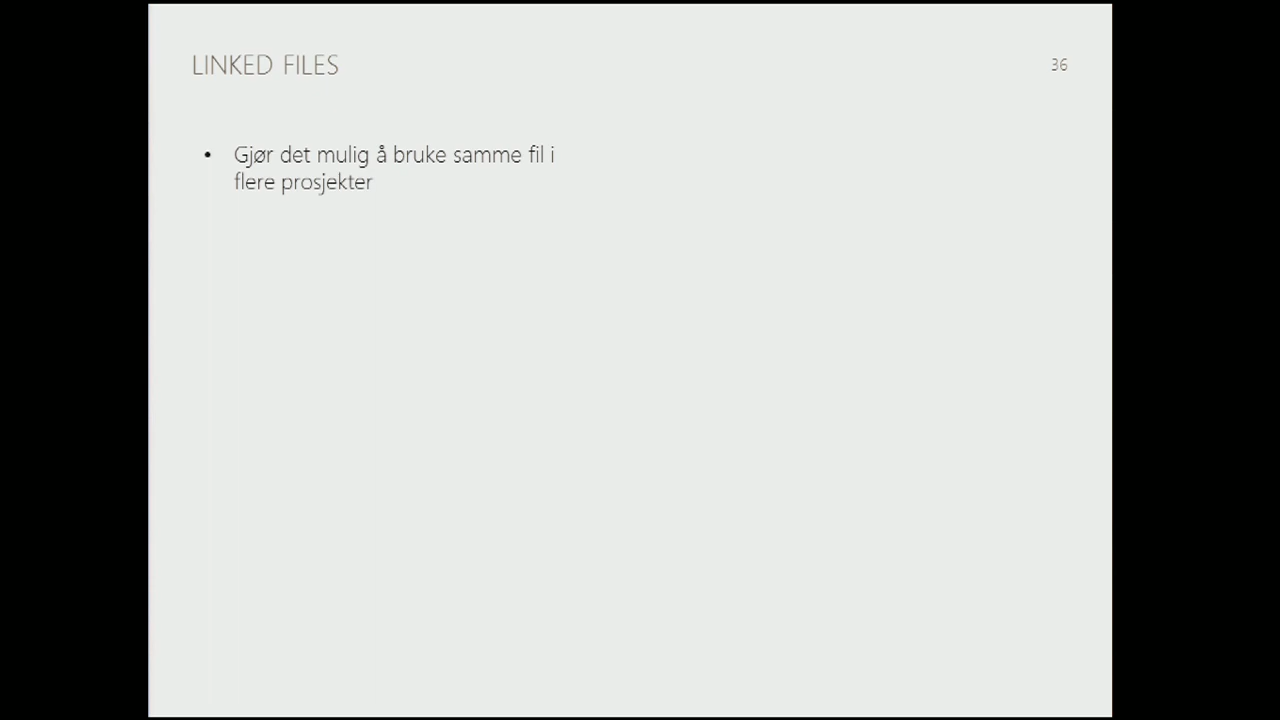 LINKED FILES
36
• Gjør det mulig å bruke samme fil i
flere prosjekter